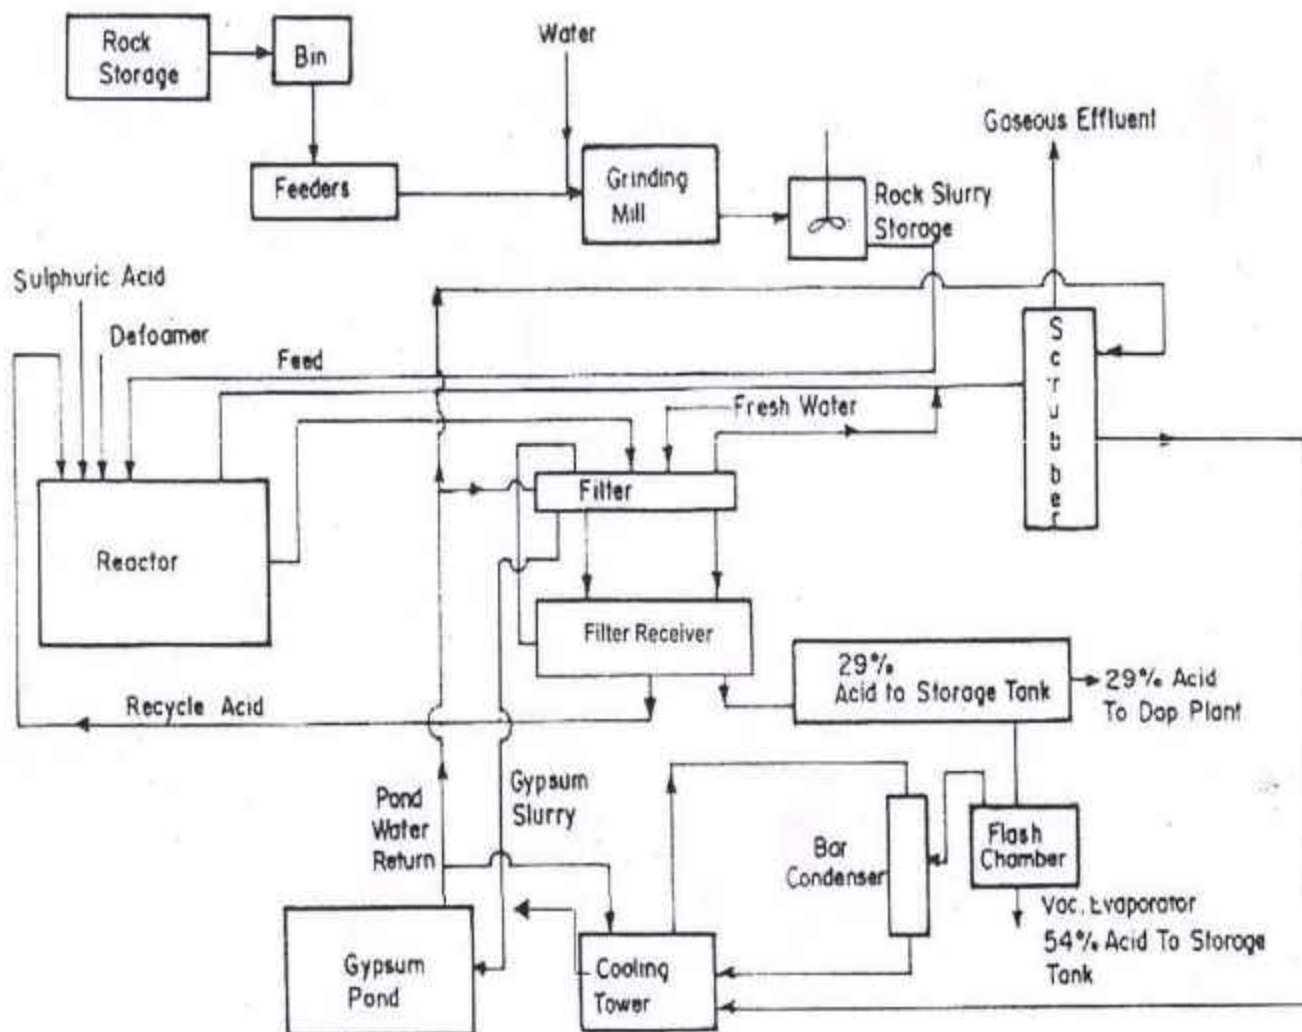 Rock
Storage
Bin
Water
Feeders
Grinding
Mill
Rock Slurry
Storage
Gaseous Effluent
Sulphuric Acid
Defoamer
Feed
Fresh Water
Scrubber
Filter
Reactor
Filter Receiver
29%
Acid to Storage Tank
29% Acid
To Dap Plant
Recycle Acid
Gypsum
Slurry
Pond
Water
Return
Bar
Condenser
Flash
Chamber
Vac. Evaporator
54% Acid To Storage
Tank
Gypsum
Pond
Cooling
Tower